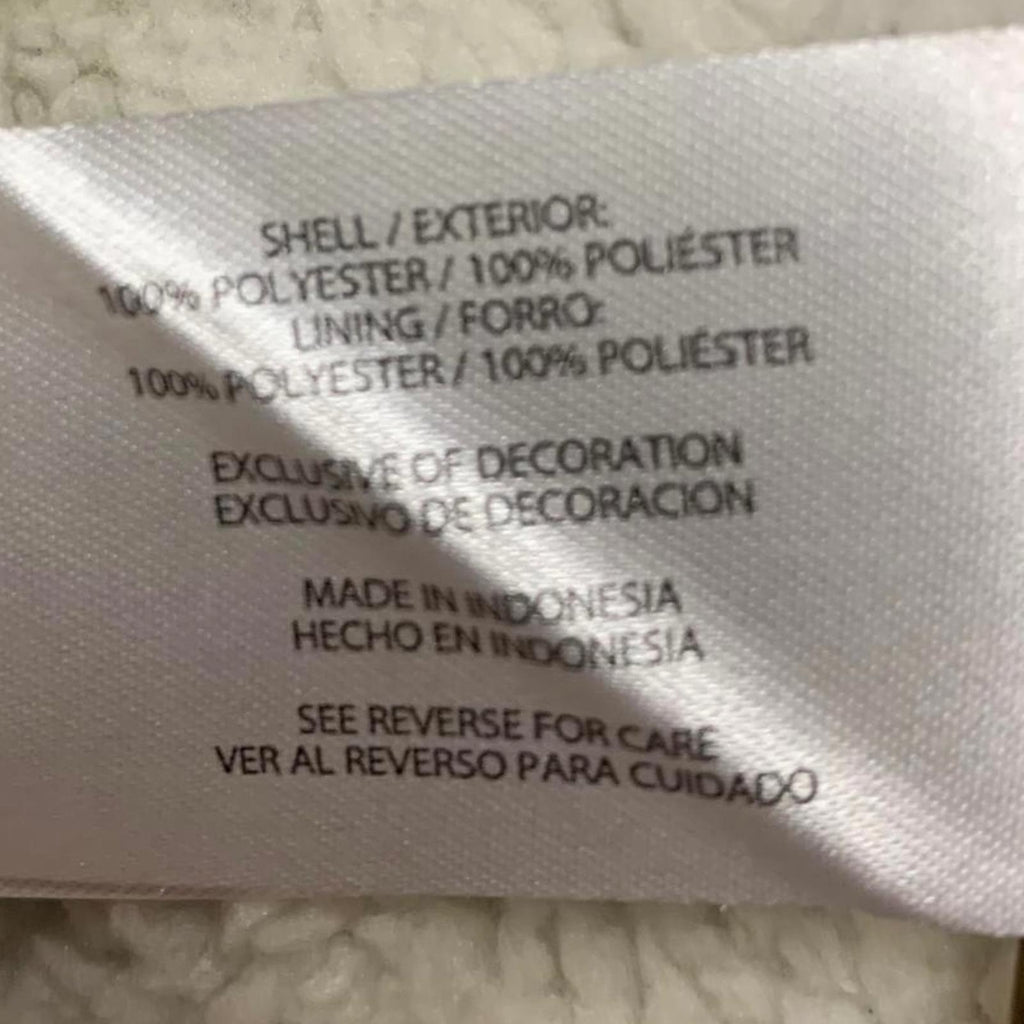 SHELL / EXTERIOR:
100% POLYESTER / 100% POLIÉSTER
LINING / FORRO:
100% POLYESTER / 100% POLIÉSTER
EXCLUSIVE OF DECORATION
EXCLUSIVO DE DECORACION
MADE IN INDONESIA
HECHO EN INDONESIA
SEE REVERSE FOR CARE
VER AL REVERSO PARA CUIDADO